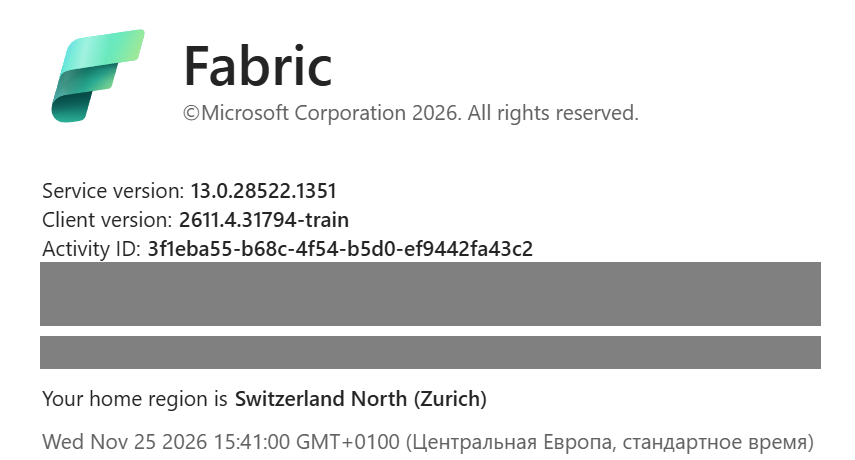 Fabric
©Microsoft Corporation 2026. All rights reserved.
Service version: 13.0.28522.1351
Client version: 2611.4.31794-train
Activity ID: 3f1eba55-b68c-4f54-b5d0-ef9442fa43c2
Your home region is Switzerland North (Zurich)
Wed Nov 25 2026 15:41:00 GMT+0100 (Центральная Европа, стандартное время)